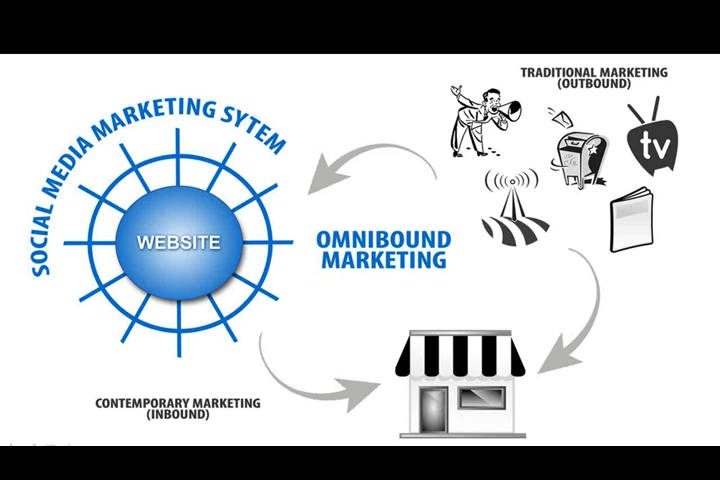 TRADITIONAL MARKETING
(OUTBOUND)
tv
SOCIAL MEDIA MARKETING SYTEM
WEBSITE
OMNIBOUND
MARKETING
CONTEMPORARY MARKETING
(INBOUND)